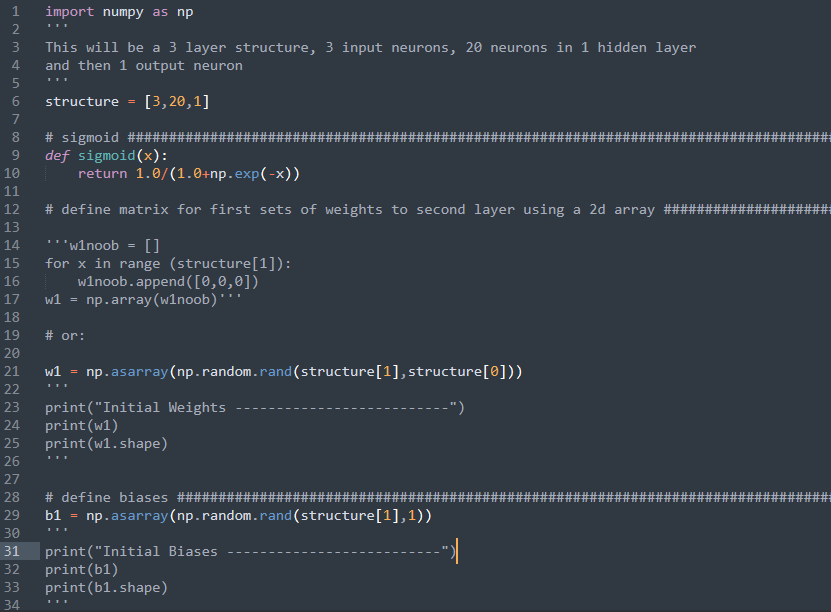 1 import numpy as np
2 '''
3 This will be a 3 layer structure, 3 input neurons, 20 neurons in 1 hidden layer
4 and then 1 output neuron
5 '''
6 structure = [3,20,1]
7
8 # sigmoid ######################################################################################
9 def sigmoid(x):
10     return 1.0/(1.0+np.exp(-x))
11
12 # define matrix for first sets of weights to second layer using a 2d array #####################
13
14 '''w1noob = []
15 for x in range (structure[1]):
16     w1noob.append([0,0,0])
17 w1 = np.array(w1noob)'''
18
19 # or:
20
21 w1 = np.asarray(np.random.rand(structure[1],structure[0]))
22 '''
23 print("Initial Weights --------------------------")
24 print(w1)
25 print(w1.shape)
26 '''
27
28 # define biases ################################################################################
29 b1 = np.asarray(np.random.rand(structure[1],1))
30 '''
31 print("Initial Biases --------------------------")
32 print(b1)
33 print(b1.shape)
34 '''